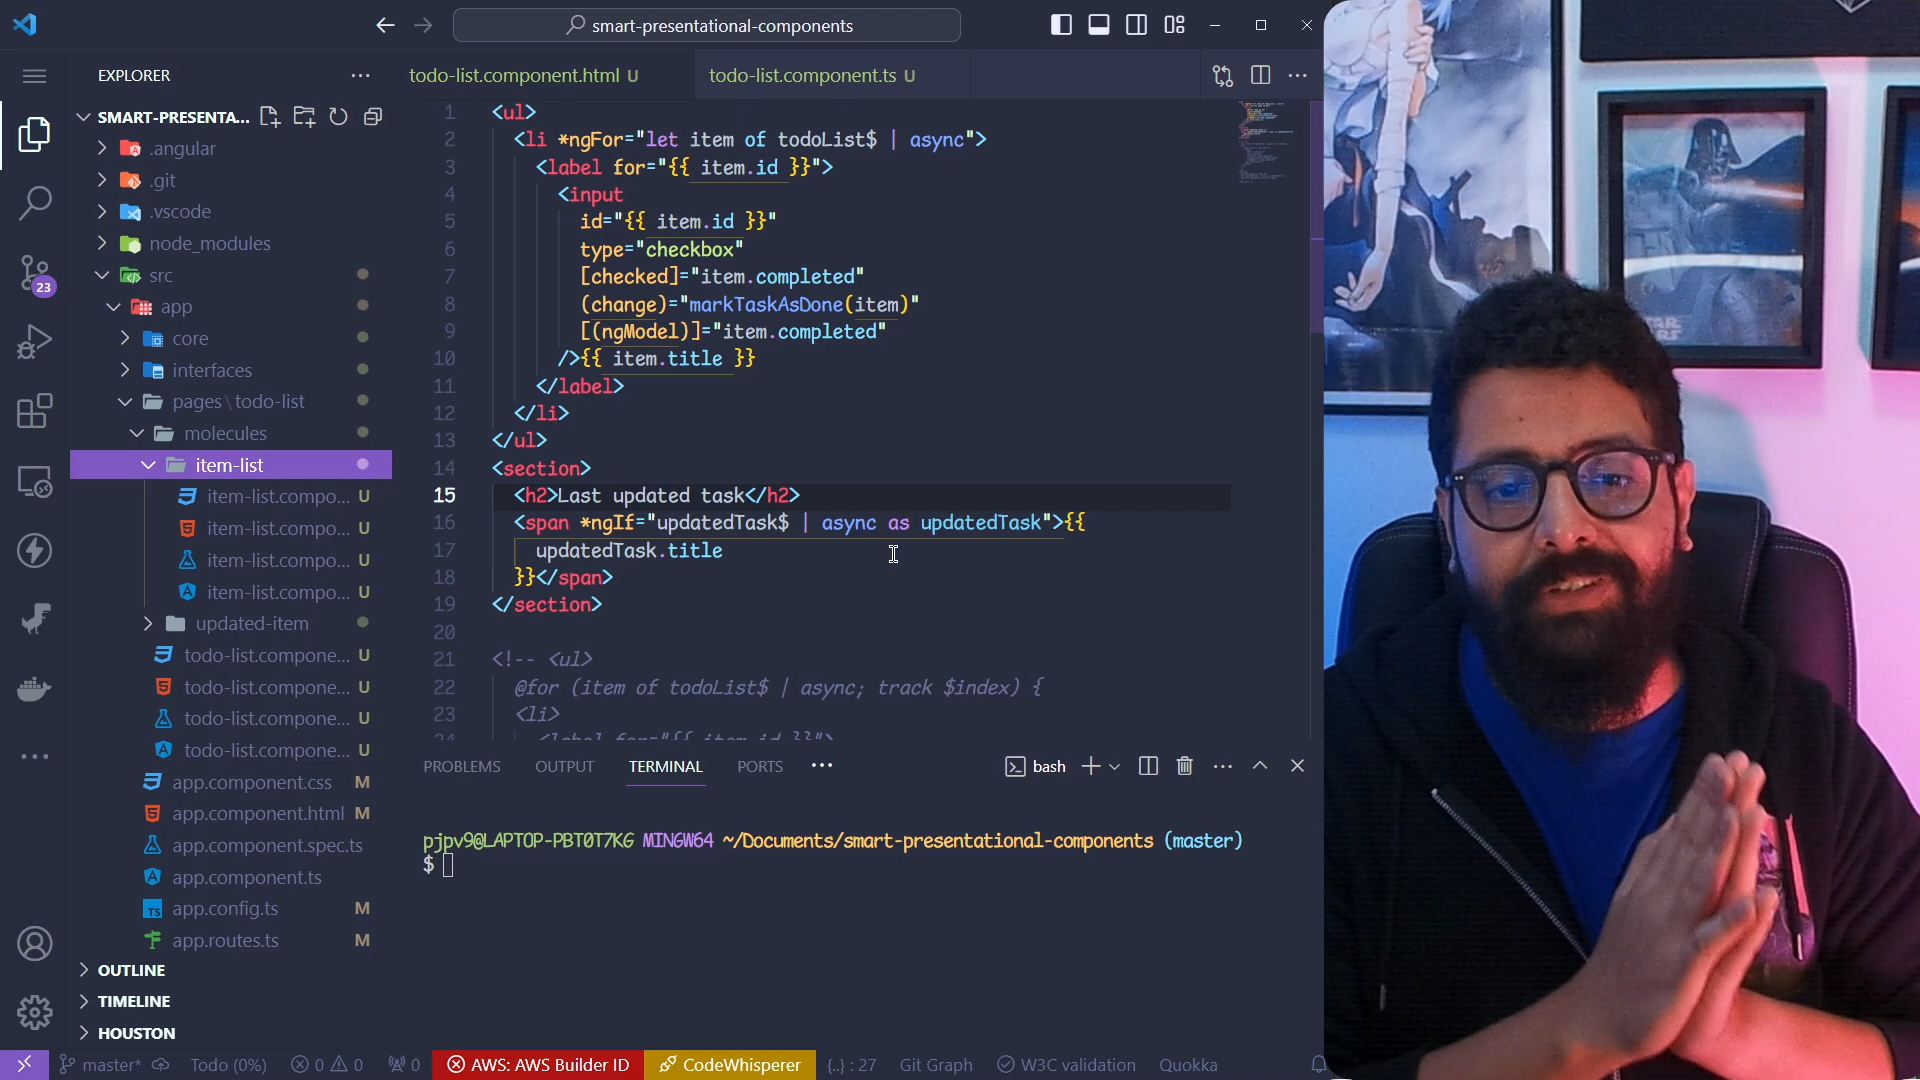 smart-presentational-components
EXPLORER
todo-list.component.html U
todo-list.component.ts U
SMART-PRESENTA...
.angular
.git
.vscode
node_modules
src
app
core
interfaces
pages\todo-list
molecules
item-list
item-list.compo... U
item-list.compo... U
item-list.compo... U
item-list.compo... U
updated-item
todo-list.compone... U
todo-list.compone... U
todo-list.compone... U
todo-list.compone... U
app.component.css M
app.component.html M
app.component.spec.ts
app.component.ts
app.config.ts M
app.routes.ts M
OUTLINE
TIMELINE
HOUSTON
23
1 <ul>
2 <li *ngFor="let item of todoList$ | async">
3 <label for="{{ item.id }}">
4 <input
5 id="{{ item.id }}"
6 type="checkbox"
7 [checked]="item.completed"
8 (change)="markTaskAsDone(item)"
9 [(ngModel)]="item.completed"
10 />{{ item.title }}
11 </label>
12 </li>
13 </ul>
14 <section>
15 <h2>Last updated task</h2>
16 <span *ngIf="updatedTask$ | async as updatedTask">{{
17 updatedTask.title
18 }}</span>
19 </section>
20
21 <!-- <ul>
22 @for (item of todoList$ | async; track $index) {
23 <li>
24 <label for="{{ item.id }}">
PROBLEMS OUTPUT TERMINAL PORTS
bash
pjpv9@LAPTOP-PBT0T7KG MINGW64 ~/Documents/smart-presentational-components (master)
$
master* Todo (0%) 0 0 0 AWS: AWS Builder ID CodeWhisperer {..} : 27 Git Graph W3C validation Quokka
STAR
WARS